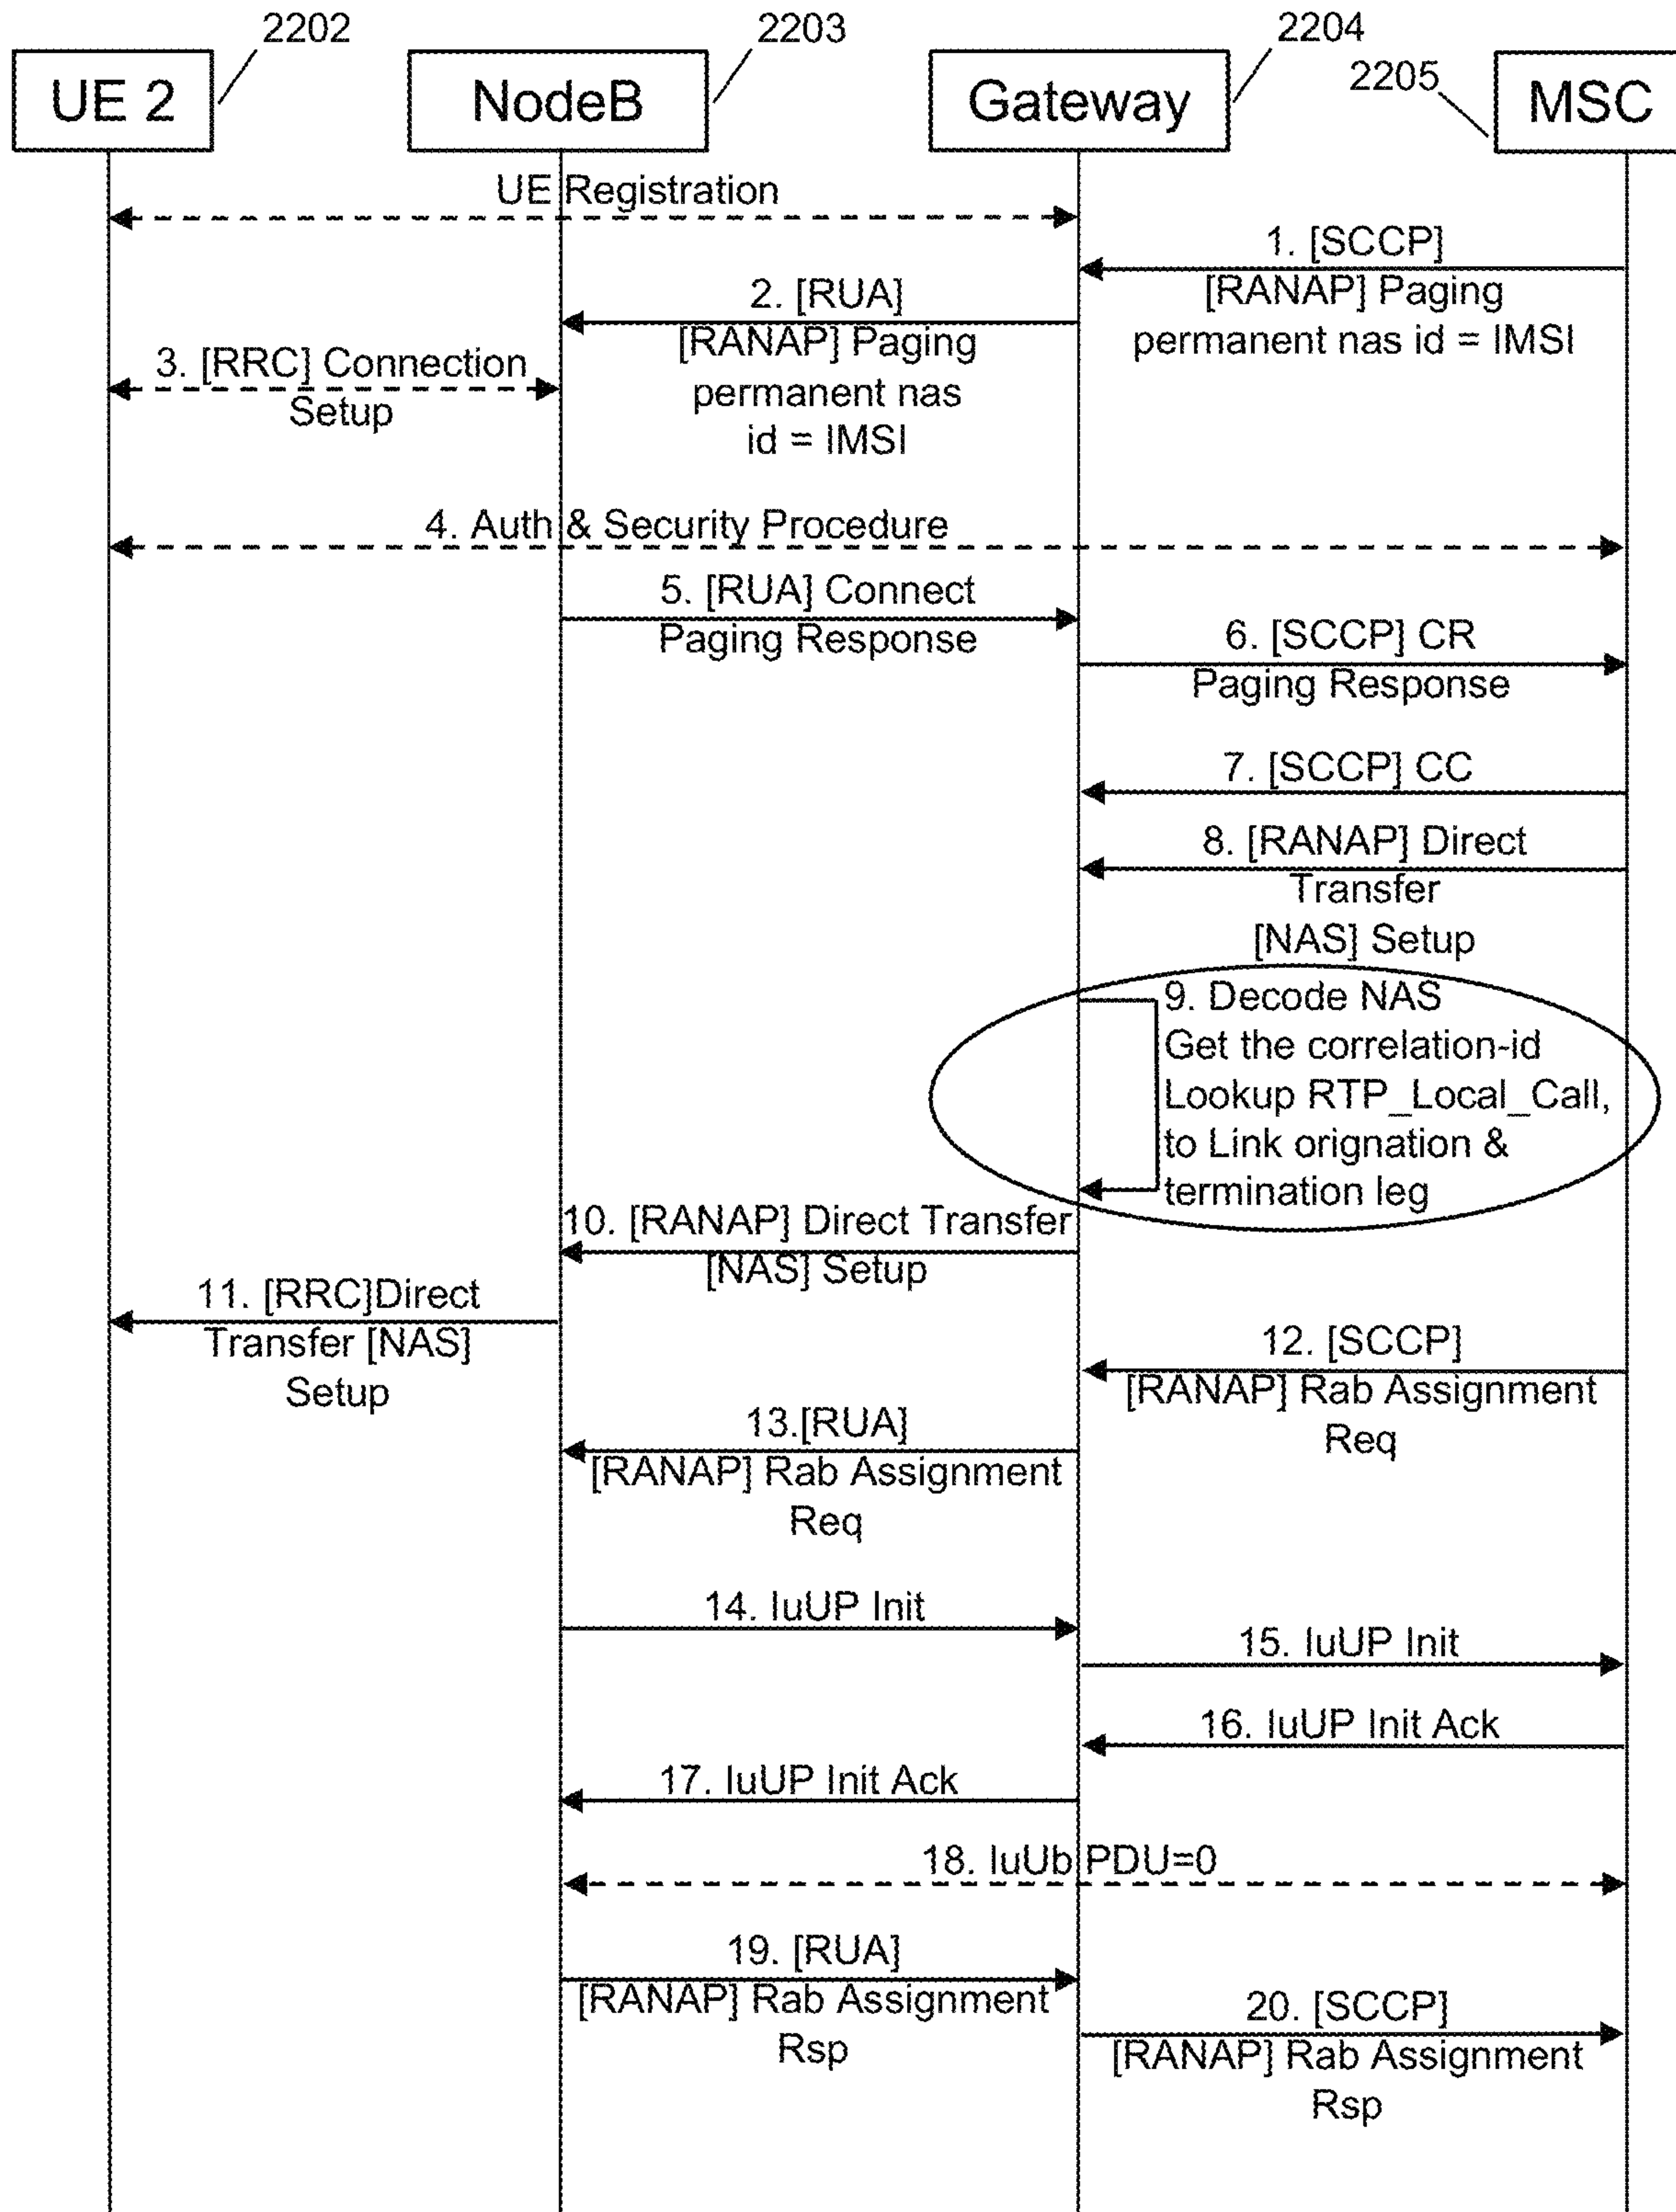 2202
2203
2204
2205
UE 2
NodeB
Gateway
MSC
UE Registration
1. [SCCP]
[RANAP] Paging
permanent nas id = IMSI
2. [RUA]
[RANAP] Paging
permanent nas
id = IMSI
3. [RRC] Connection
Setup
4. Auth & Security Procedure
5. [RUA] Connect
Paging Response
6. [SCCP] CR
Paging Response
7. [SCCP] CC
8. [RANAP] Direct
Transfer
[NAS] Setup
9. Decode NAS
Get the correlation-id
Lookup RTP_Local_Call,
to Link orignation &
termination leg
10. [RANAP] Direct Transfer
[NAS] Setup
11. [RRC]Direct
Transfer [NAS]
Setup
12. [SCCP]
[RANAP] Rab Assignment
Req
13.[RUA]
[RANAP] Rab Assignment
Req
14. IuUP Init
15. IuUP Init
16. IuUP Init Ack
17. IuUP Init Ack
18. IuUb PDU=0
19. [RUA]
[RANAP] Rab Assignment
Rsp
20. [SCCP]
[RANAP] Rab Assignment
Rsp